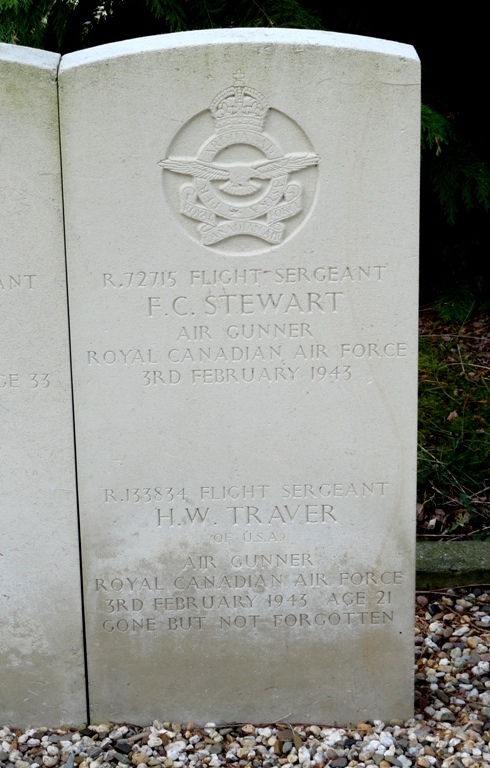 R.72715 FLIGHT SERGEANT
F.C. STEWART
AIR GUNNER
ROYAL CANADIAN AIR FORCE
3RD FEBRUARY 1943
R.133834 FLIGHT SERGEANT
H.W. TRAVER
(OF U.S.A.)
AIR GUNNER
ROYAL CANADIAN AIR FORCE
3RD FEBRUARY 1943 AGE 21
GONE BUT NOT FORGOTTEN
33